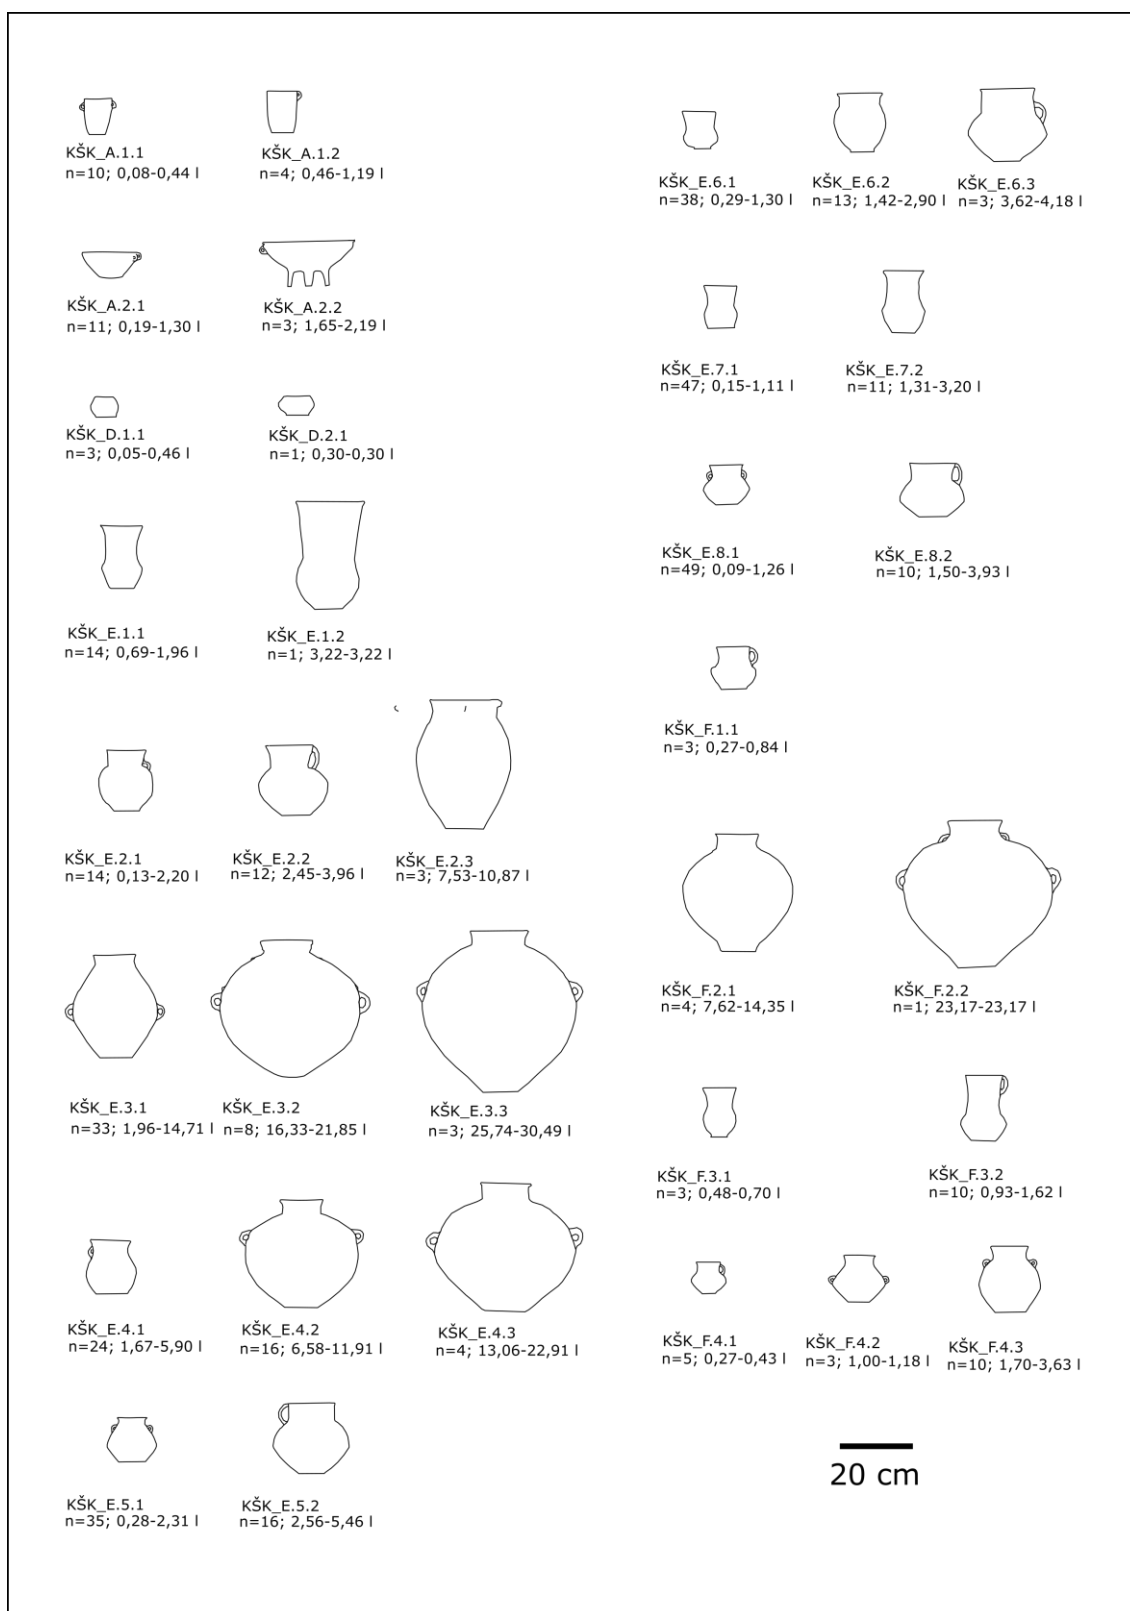 KŠK_A.1.1
n=10; 0,08-0,44 l
KŠK_A.1.2
n=4; 0,46-1,19 l
KŠK_A.2.1
n=11; 0,19-1,30 l
KŠK_A.2.2
n=3; 1,65-2,19 l
KŠK_D.1.1
n=3; 0,05-0,46 l
KŠK_D.2.1
n=1; 0,30-0,30 l
KŠK_E.1.1
n=14; 0,69-1,96 l
KŠK_E.1.2
n=1; 3,22-3,22 l
KŠK_E.2.1
n=14; 0,13-2,20 l
KŠK_E.2.2
n=12; 2,45-3,96 l
KŠK_E.2.3
n=3; 7,53-10,87 l
KŠK_E.3.1
n=33; 1,96-14,71 l
KŠK_E.3.2
n=8; 16,33-21,85 l
KŠK_E.3.3
n=3; 25,74-30,49 l
KŠK_E.4.1
n=24; 1,67-5,90 l
KŠK_E.4.2
n=16; 6,58-11,91 l
KŠK_E.4.3
n=4; 13,06-22,91 l
KŠK_E.5.1
n=35; 0,28-2,31 l
KŠK_E.5.2
n=16; 2,56-5,46 l
KŠK_E.6.1
n=38; 0,29-1,30 l
KŠK_E.6.2
n=13; 1,42-2,90 l
KŠK_E.6.3
n=3; 3,62-4,18 l
KŠK_E.7.1
n=47; 0,15-1,11 l
KŠK_E.7.2
n=11; 1,31-3,20 l
KŠK_E.8.1
n=49; 0,09-1,26 l
KŠK_E.8.2
n=10; 1,50-3,93 l
KŠK_F.1.1
n=3; 0,27-0,84 l
KŠK_F.2.1
n=4; 7,62-14,35 l
KŠK_F.2.2
n=1; 23,17-23,17 l
KŠK_F.3.1
n=3; 0,48-0,70 l
KŠK_F.3.2
n=10; 0,93-1,62 l
KŠK_F.4.1
n=5; 0,27-0,43 l
KŠK_F.4.2
n=3; 1,00-1,18 l
KŠK_F.4.3
n=10; 1,70-3,63 l
20 cm